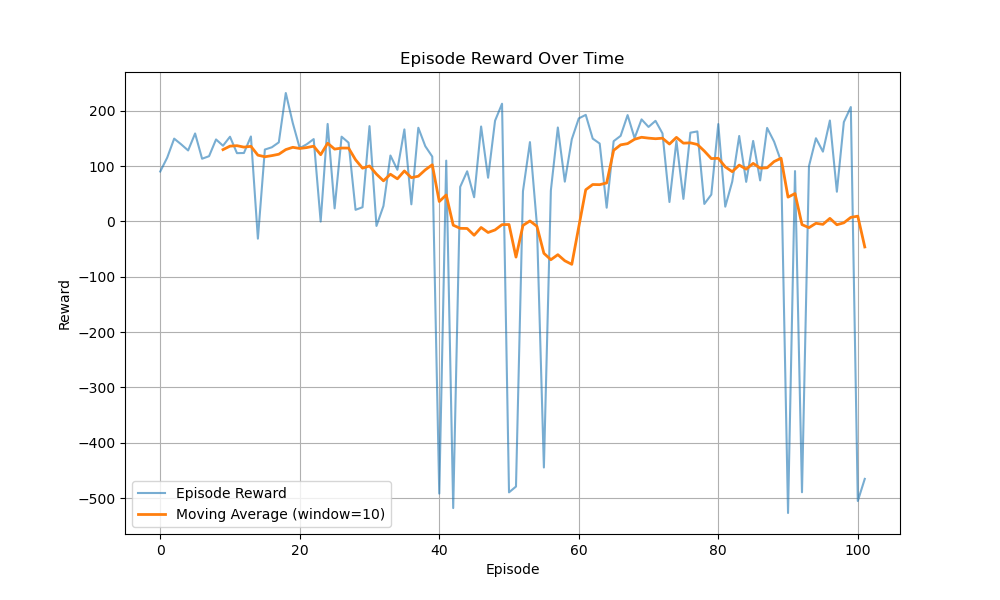 Episode Reward Over Time
200
100
0
−100
−200
−300
−400
−500
Reward
Episode Reward
Moving Average (window=10)
0
20
40
60
80
100
Episode